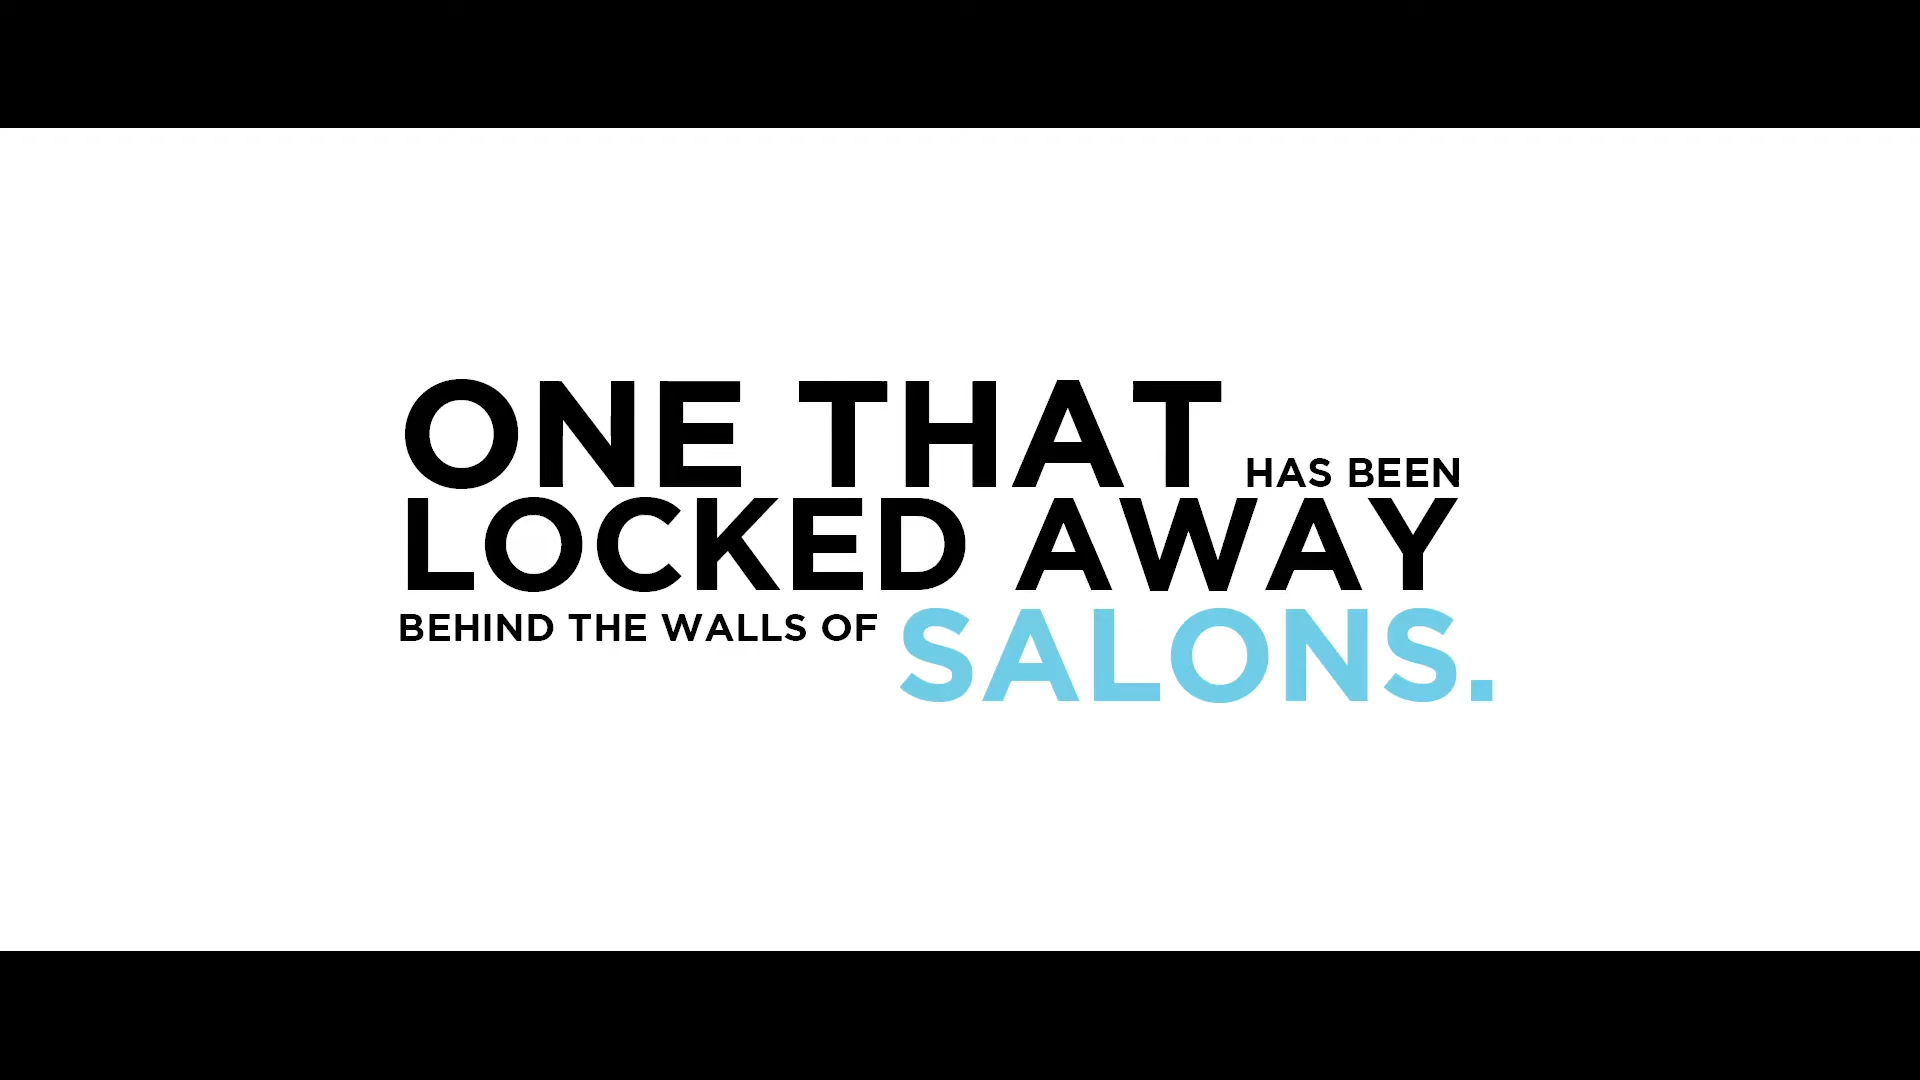 ONE THAT HAS BEEN
LOCKED AWAY
BEHIND THE WALLS OF SALONS.